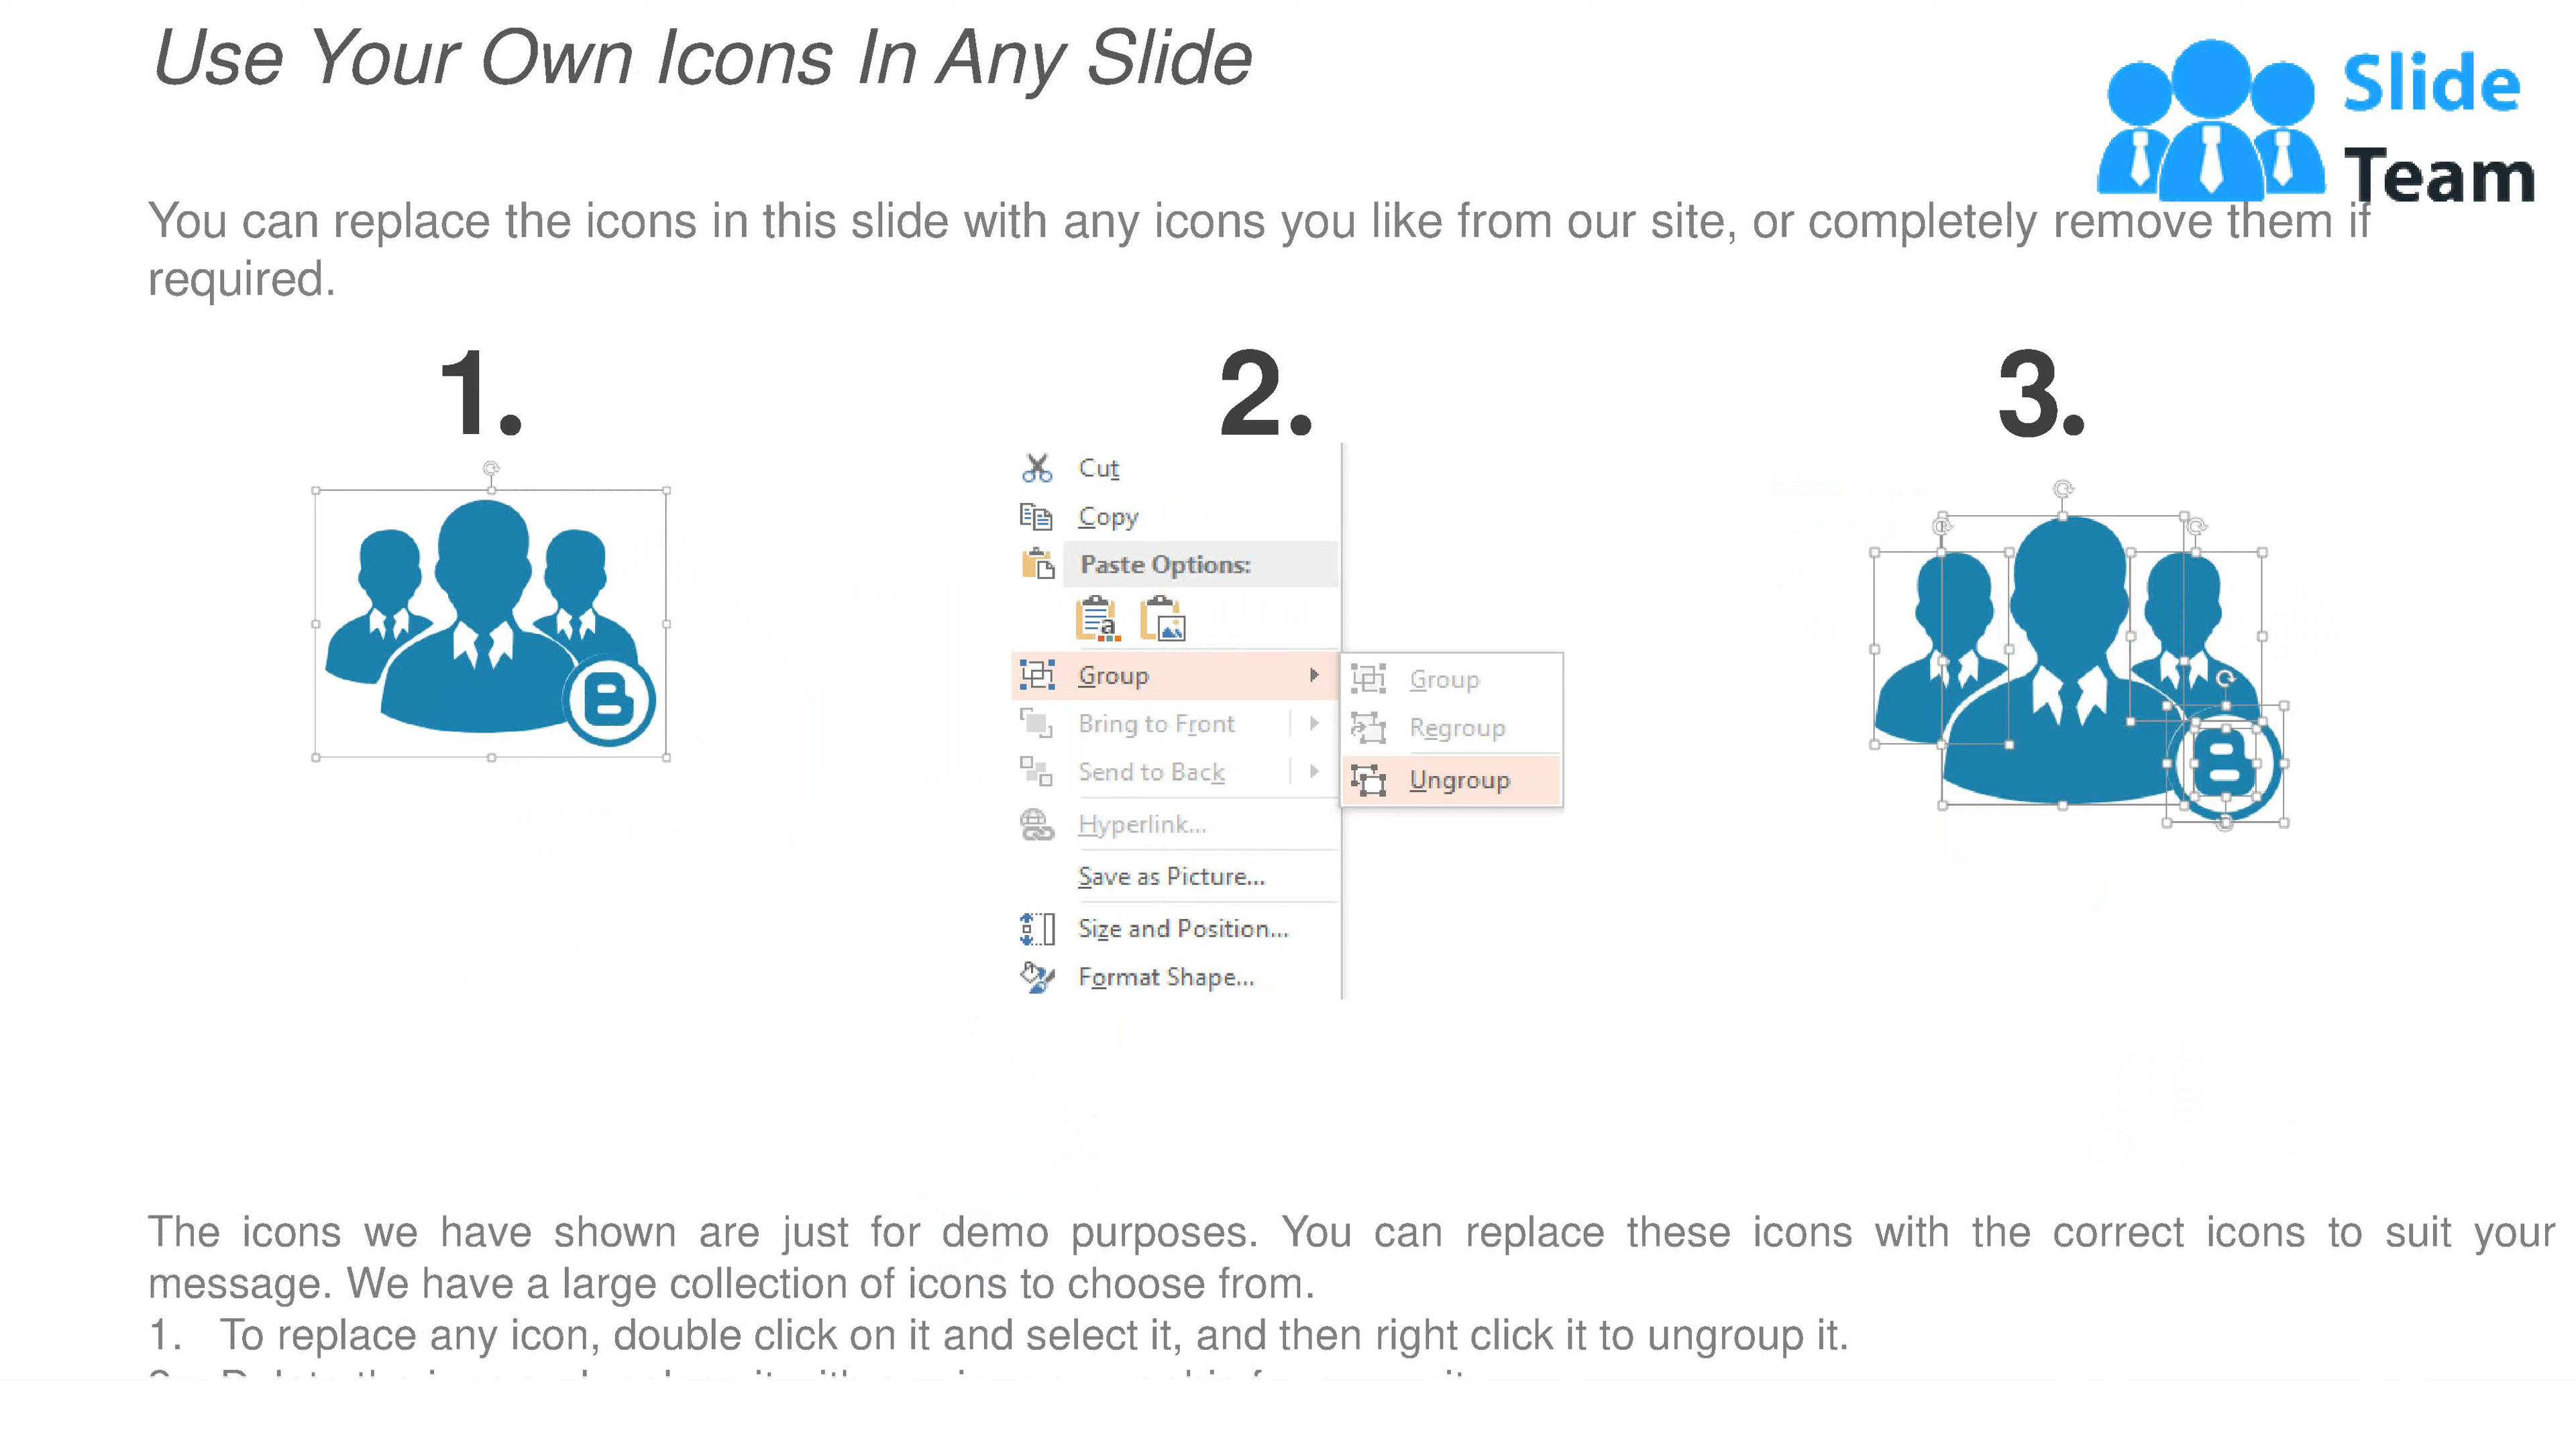 Use Your Own Icons In Any Slide
Slide
Team
You can replace the icons in this slide with any icons you like from our site, or completely remove them if
required.
1.
2.
3.
Cut
Copy
Paste Options:
Group
Bring to Front
Send to Back
Hyperlink...
Save as Picture...
Size and Position...
Format Shape...
Group
Regroup
Ungroup
The icons we have shown are just for demo purposes. You can replace these icons with the correct icons to suit your
message. We have a large collection of icons to choose from.
1. To replace any icon, double click on it and select it, and then right click it to ungroup it.